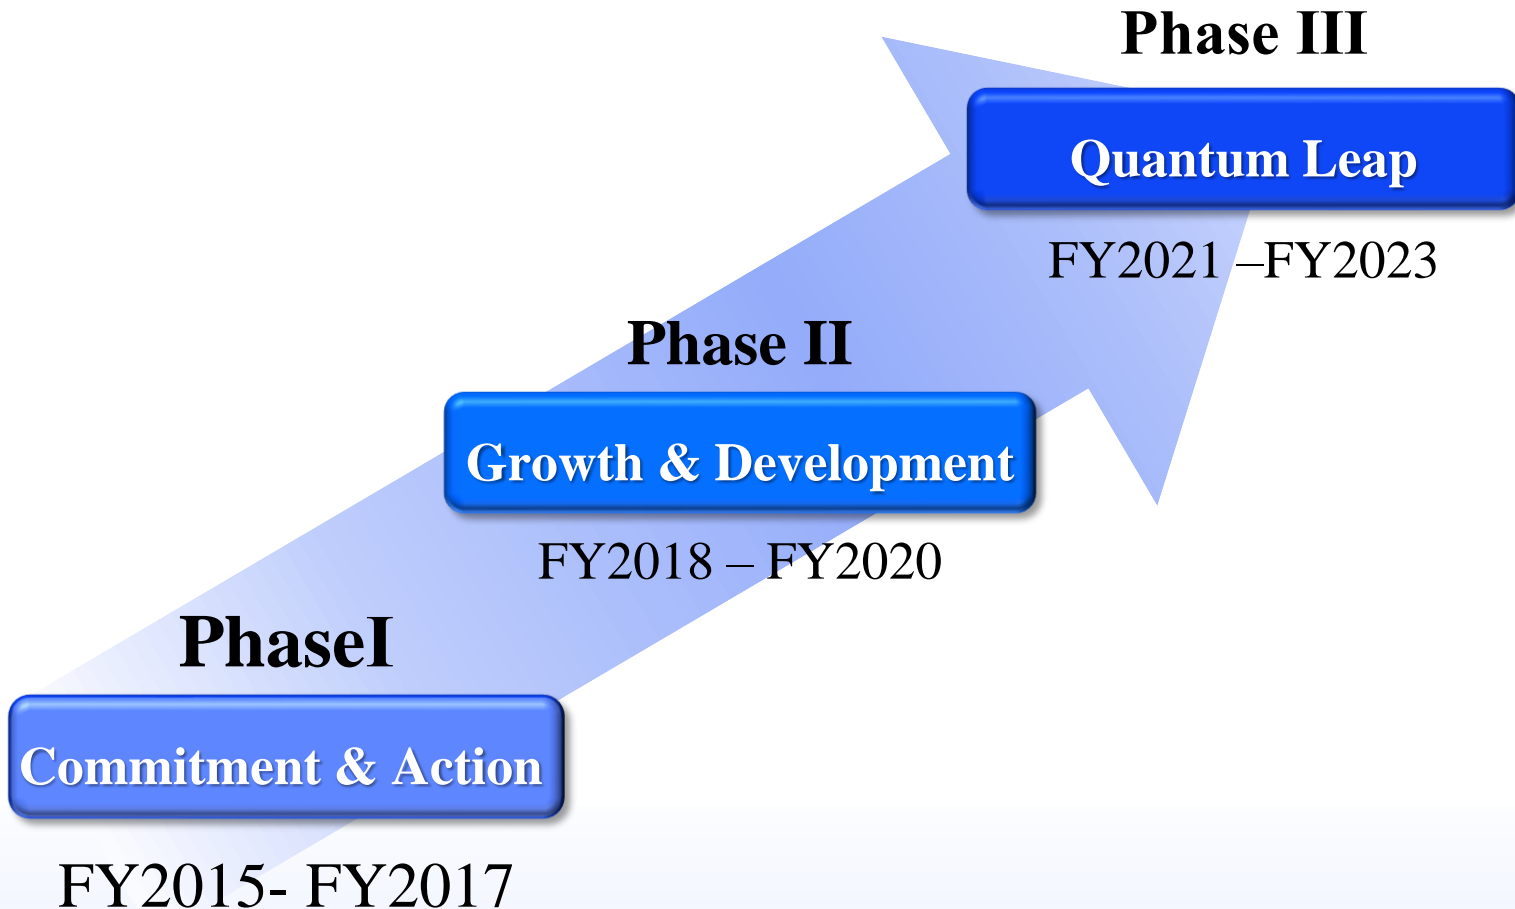 Phase III
Quantum Leap
FY2021 –FY2023
Phase II
Growth & Development
FY2018 – FY2020
PhaseI
Commitment & Action
FY2015- FY2017